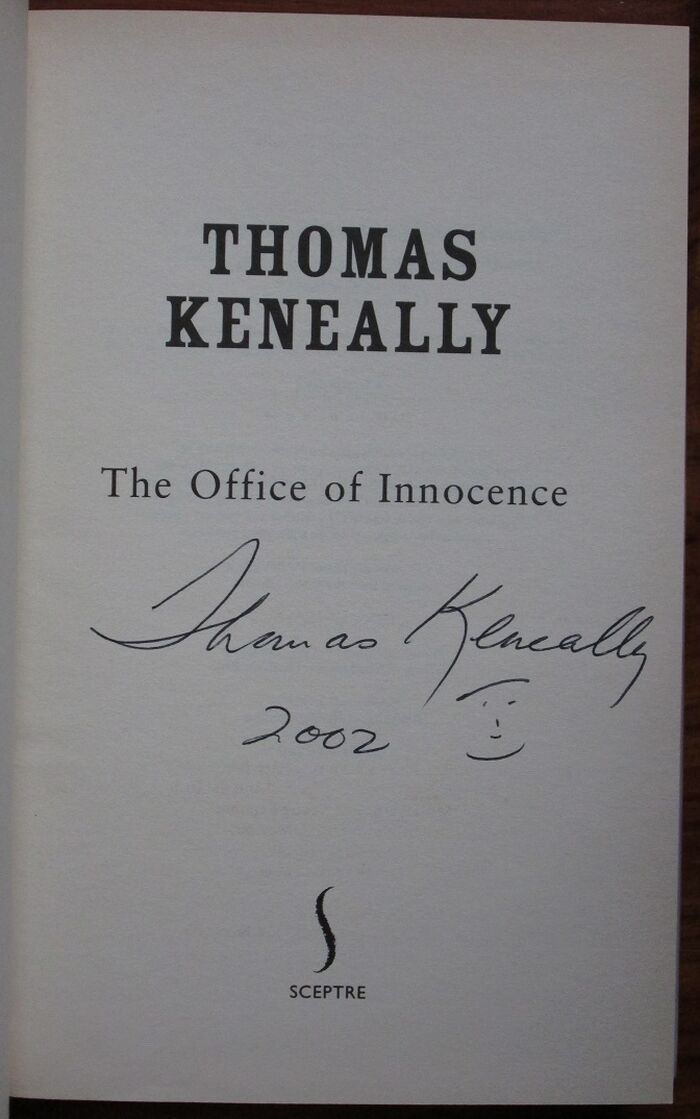 THOMAS
KENEALLY
The Office of Innocence
Thomas Keneally
2002
SCEPTRE